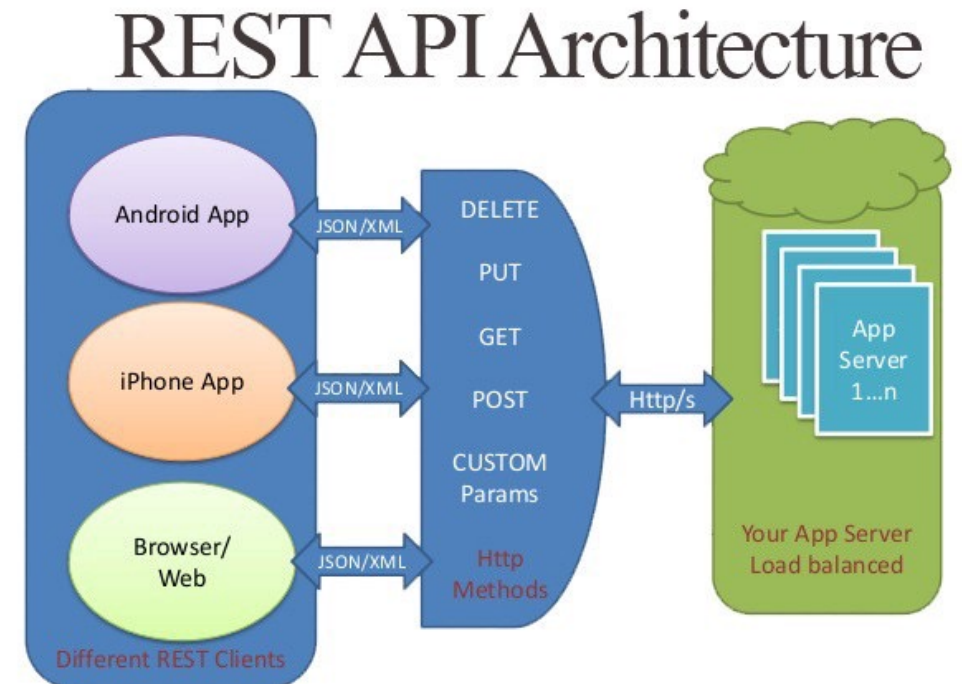 REST API Architecture
Android App
iPhone App
Browser/
Web
Different REST Clients
JSON/XML
JSON/XML
JSON/XML
DELETE
PUT
GET
POST
CUSTOM
Params
Http
Methods
Http/s
App
Server
1...n
Your App Server
Load balanced